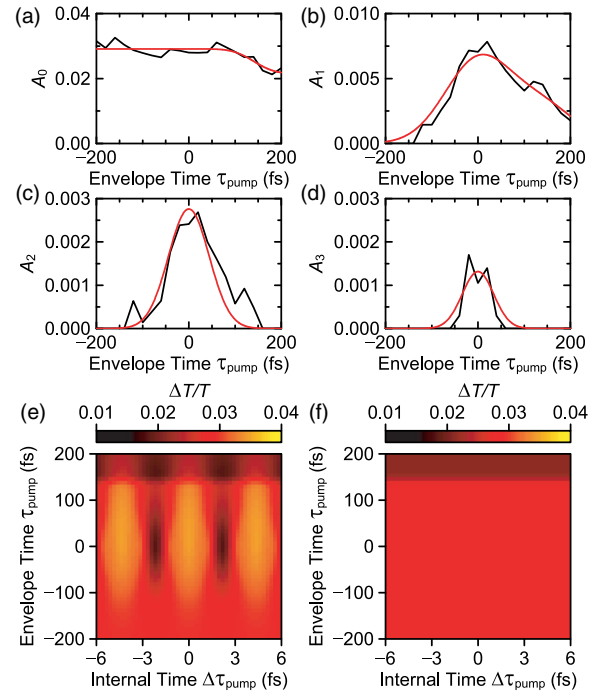 (a)
(b)
A₀
0.06
0.03
0.00
−200
0
200
Envelope Time τpump (fs)
A₁
0.010
0.005
0.000
−200
0
200
Envelope Time τpump (fs)
(c)
(d)
A₂
0.003
0.002
0.001
0.000
−200
0
200
Envelope Time τpump (fs)
A₃
0.003
0.002
0.001
0.000
−200
0
200
Envelope Time τpump (fs)
(e)
ΔT/T
0.01 0.02 0.03 0.04
Envelope Time τpump (fs)
200
100
0
−100
−200
−6 −3 0 3 6
Internal Time Δτpump (fs)
(f)
ΔT/T
0.01 0.02 0.03 0.04
Envelope Time τpump (fs)
200
100
0
−100
−200
−6 −3 0 3 6
Internal Time Δτpump (fs)